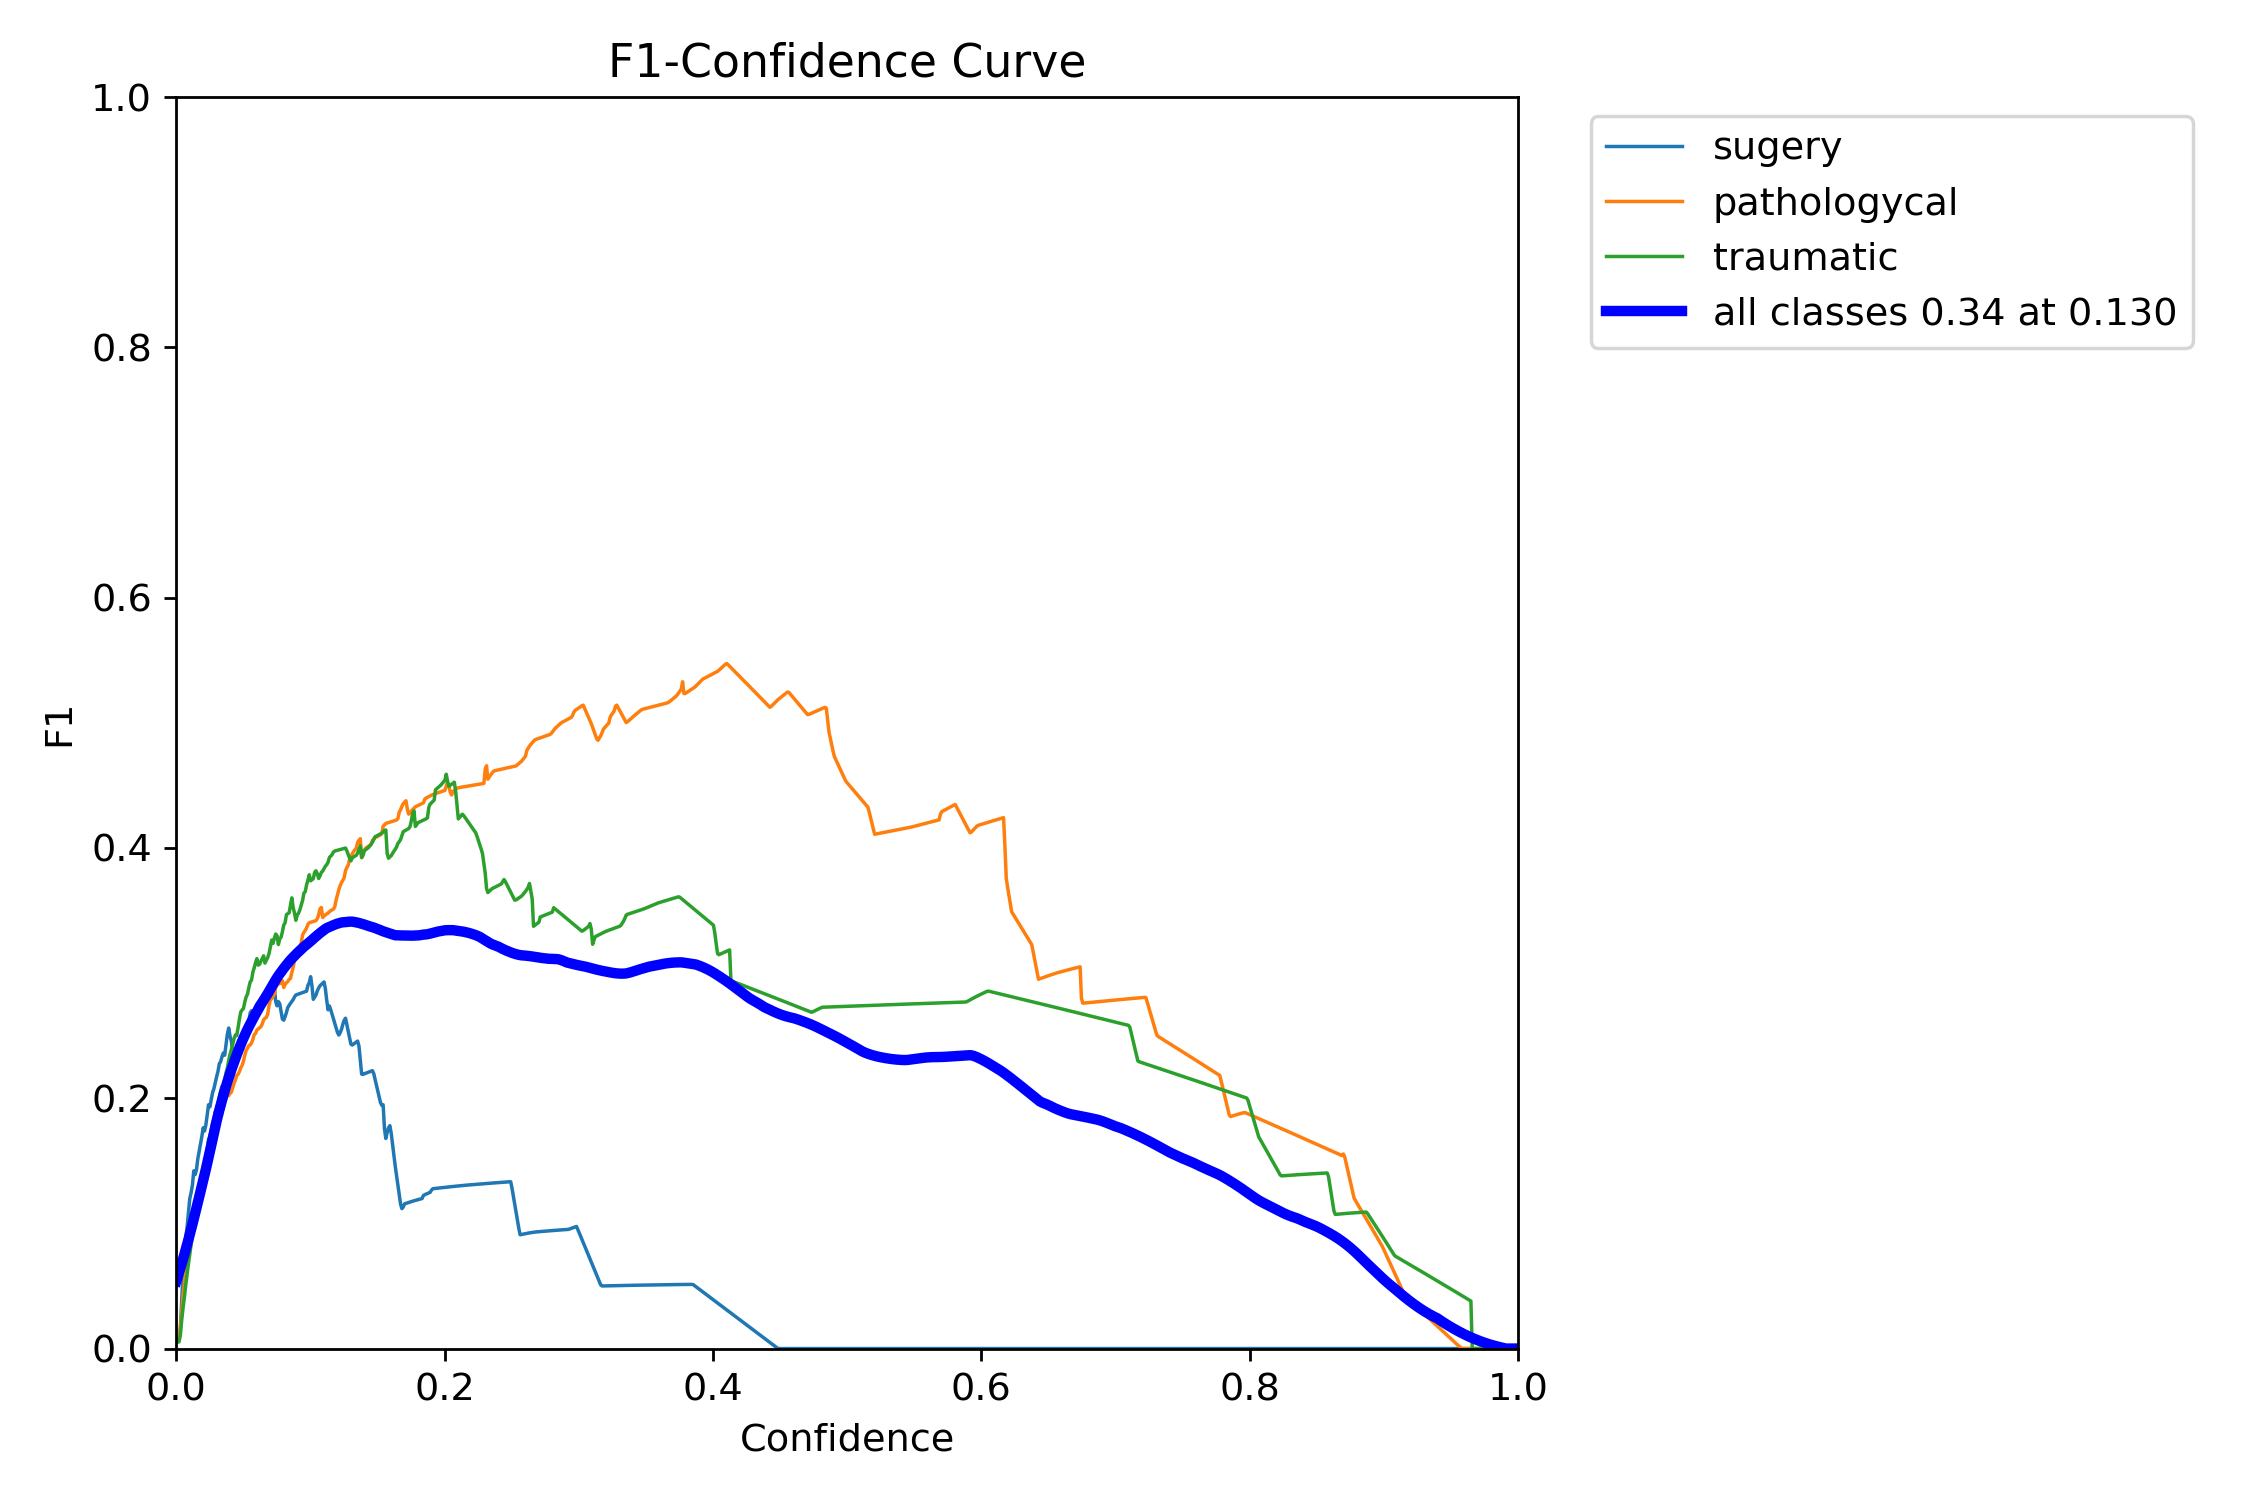 F1-Confidence Curve
1.0
0.8
0.6
0.4
0.2
0.0
F1
0.0 0.2 0.4 0.6 0.8 1.0
Confidence
sugery
pathologycal
traumatic
all classes 0.34 at 0.130